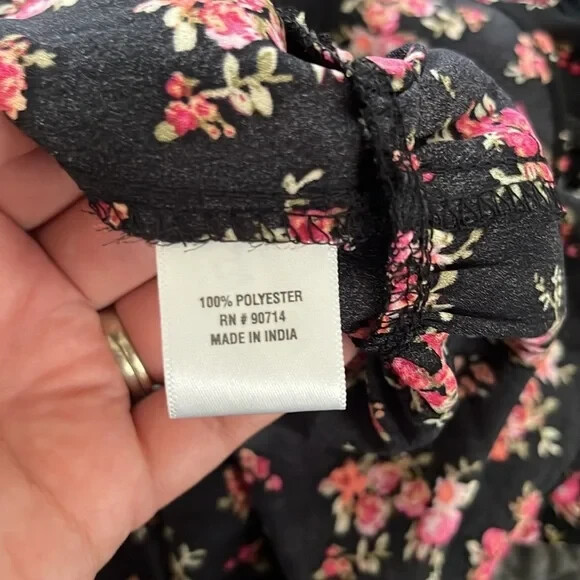 100% POLYESTER
RN # 90714
MADE IN INDIA